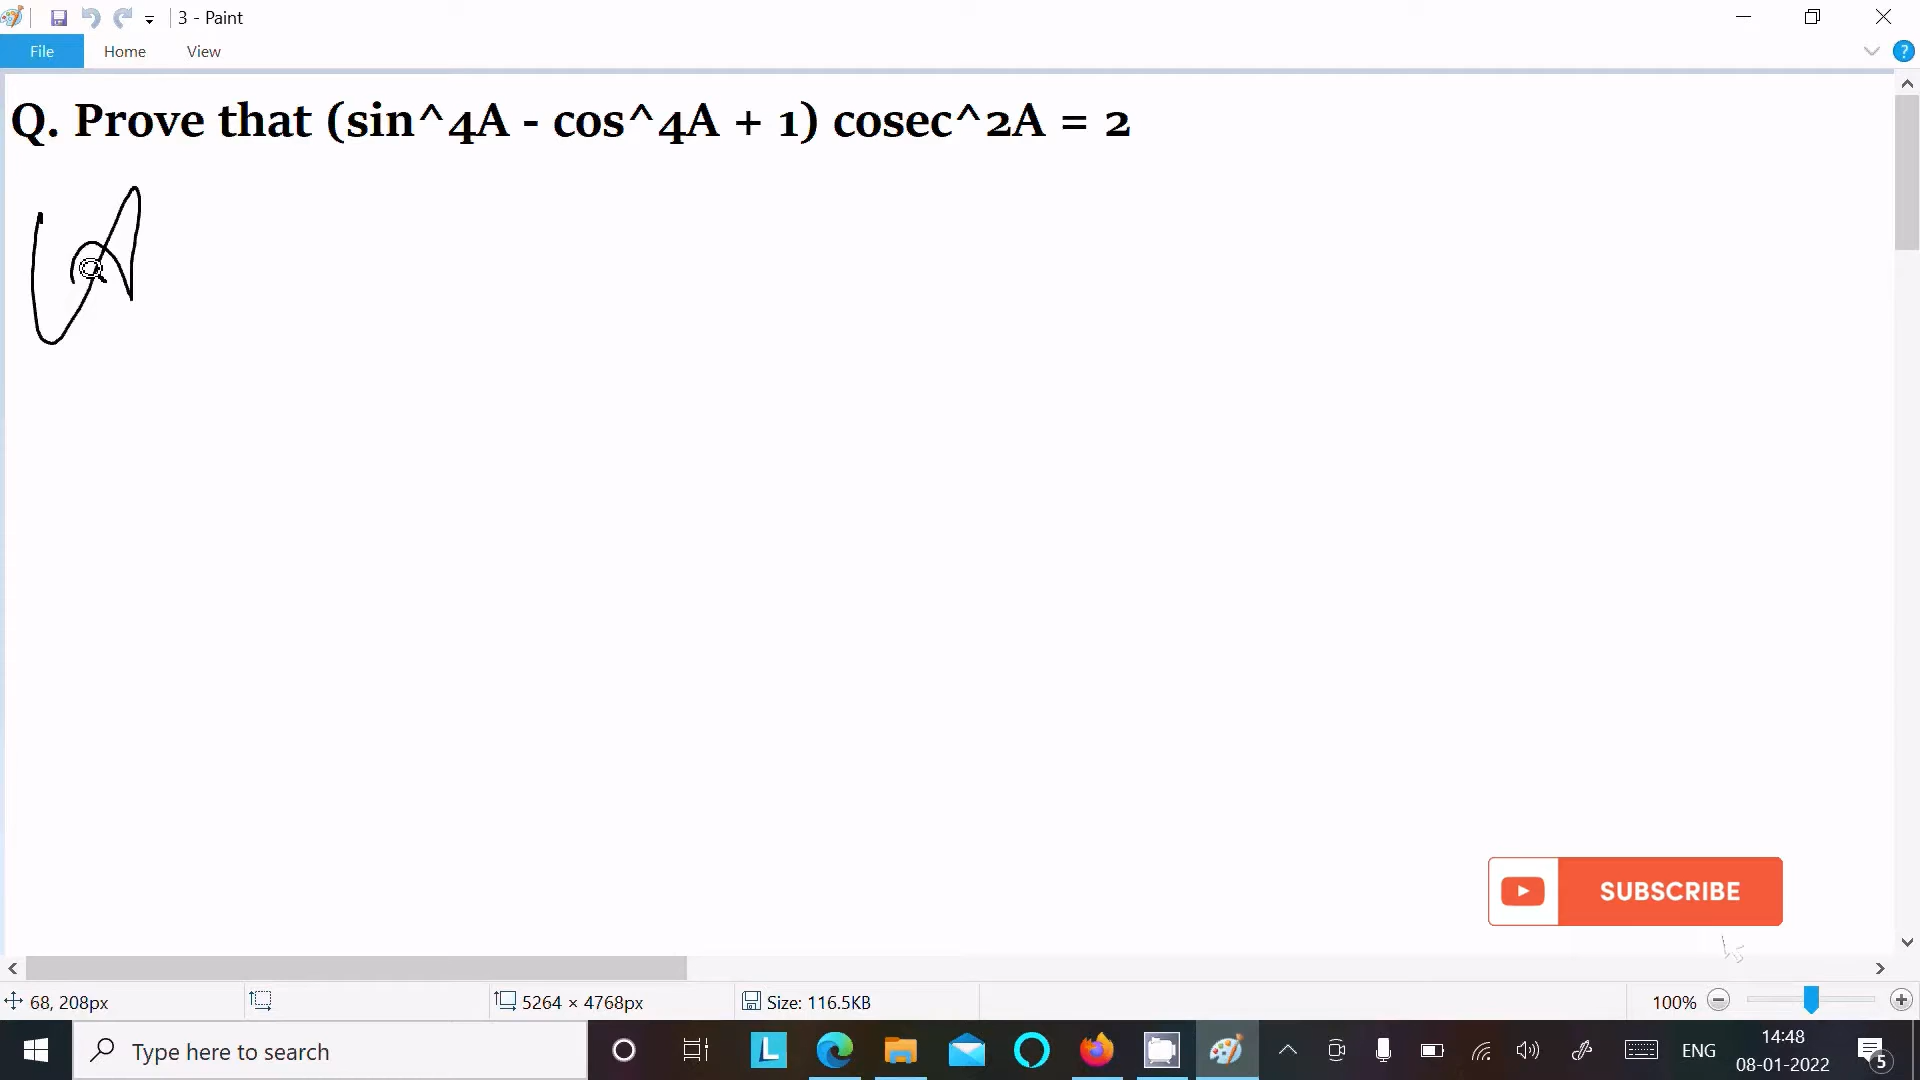 3 - Paint
File Home View
Q. Prove that (sin^4A - cos^4A + 1) cosec^2A = 2
SUBSCRIBE
68, 208px 5264 × 4768px Size: 116.5KB 100%
Type here to search L ENG 14:48
08-01-2022 5